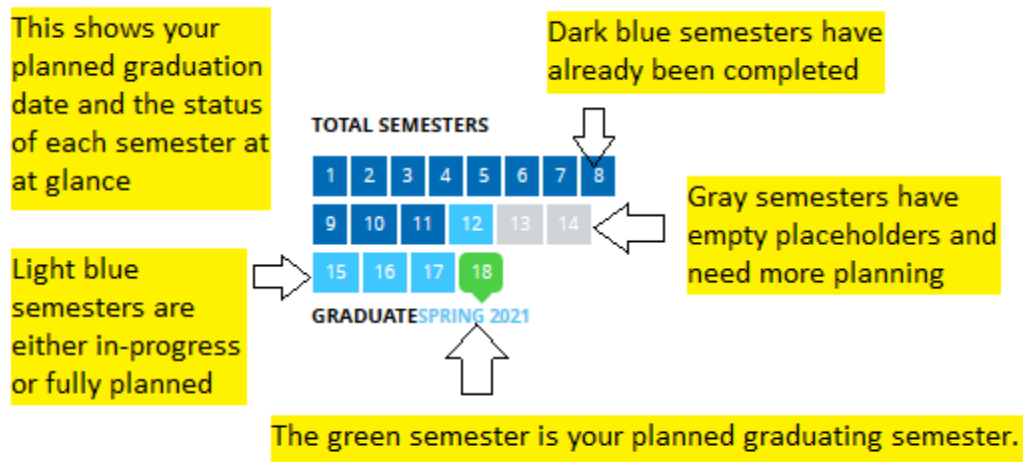 This shows your
planned graduation
date and the status
of each semester at
at glance
Dark blue semesters have
already been completed
TOTAL SEMESTERS
1 2 3 4 5 6 7 8
9 10 11 12 13 14
15 16 17 18
GRADUATESPRING 2021
Gray semesters have
empty placeholders and
need more planning
Light blue
semesters are
either in-progress
or fully planned
The green semester is your planned graduating semester.